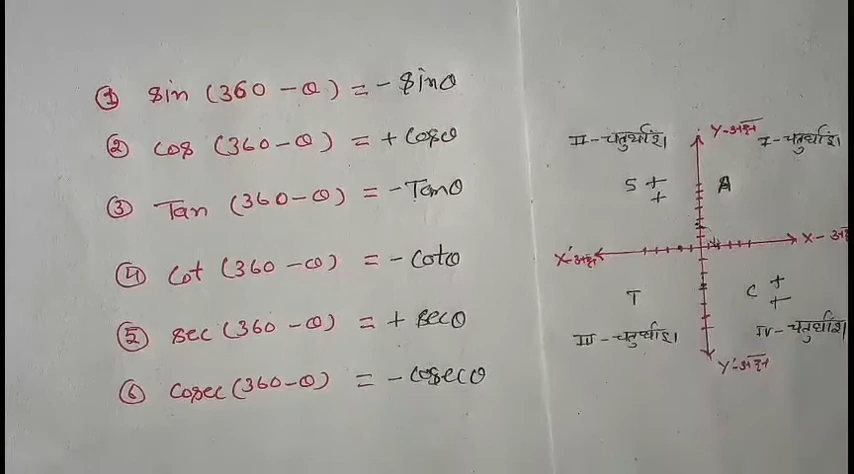 ① sin (360 - θ) = - sinθ
② cos (360 - θ) = + cosθ
③ Tan (360 - θ) = - Tanθ
④ cot (360 - θ) = - cotθ
⑤ sec (360 - θ) = + secθ
⑥ cosec (360 - θ) = - cosecθ
Y-अक्ष
II - चतुर्थांश
I - चतुर्थांश
S + +
A
X'-अक्ष
X-अक्ष
T
C + +
III - चतुर्थांश
IV - चतुर्थांश
Y'-अक्ष